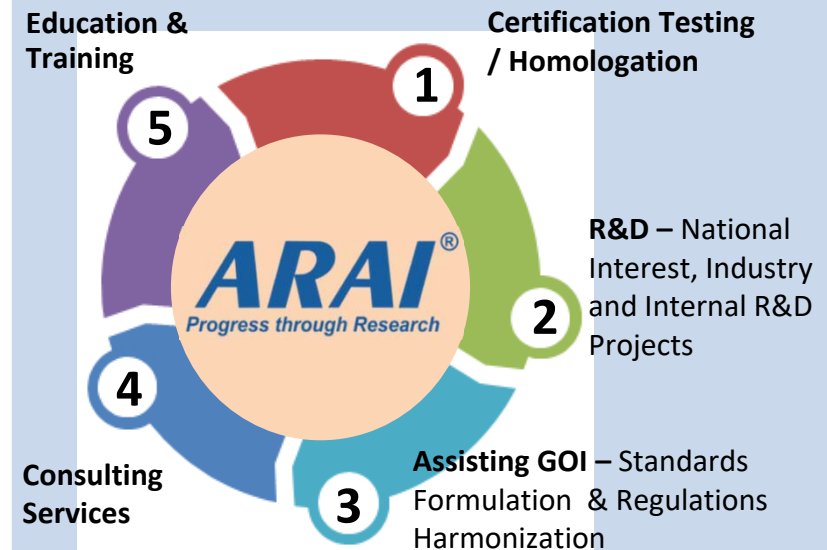 Education &
Training
Certification Testing
/ Homologation
1
5
ARAI®
Progress through Research
R&D – National
Interest, Industry
and Internal R&D
Projects
2
4
Consulting
Services
3
Assisting GOI – Standards
Formulation & Regulations
Harmonization